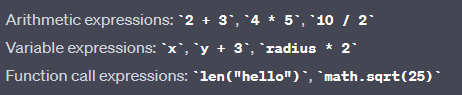 Arithmetic expressions: `2 + 3`, `4 * 5`, `10 / 2`
Variable expressions: `x`, `y + 3`, `radius * 2`
Function call expressions: `len("hello")`, `math.sqrt(25)`